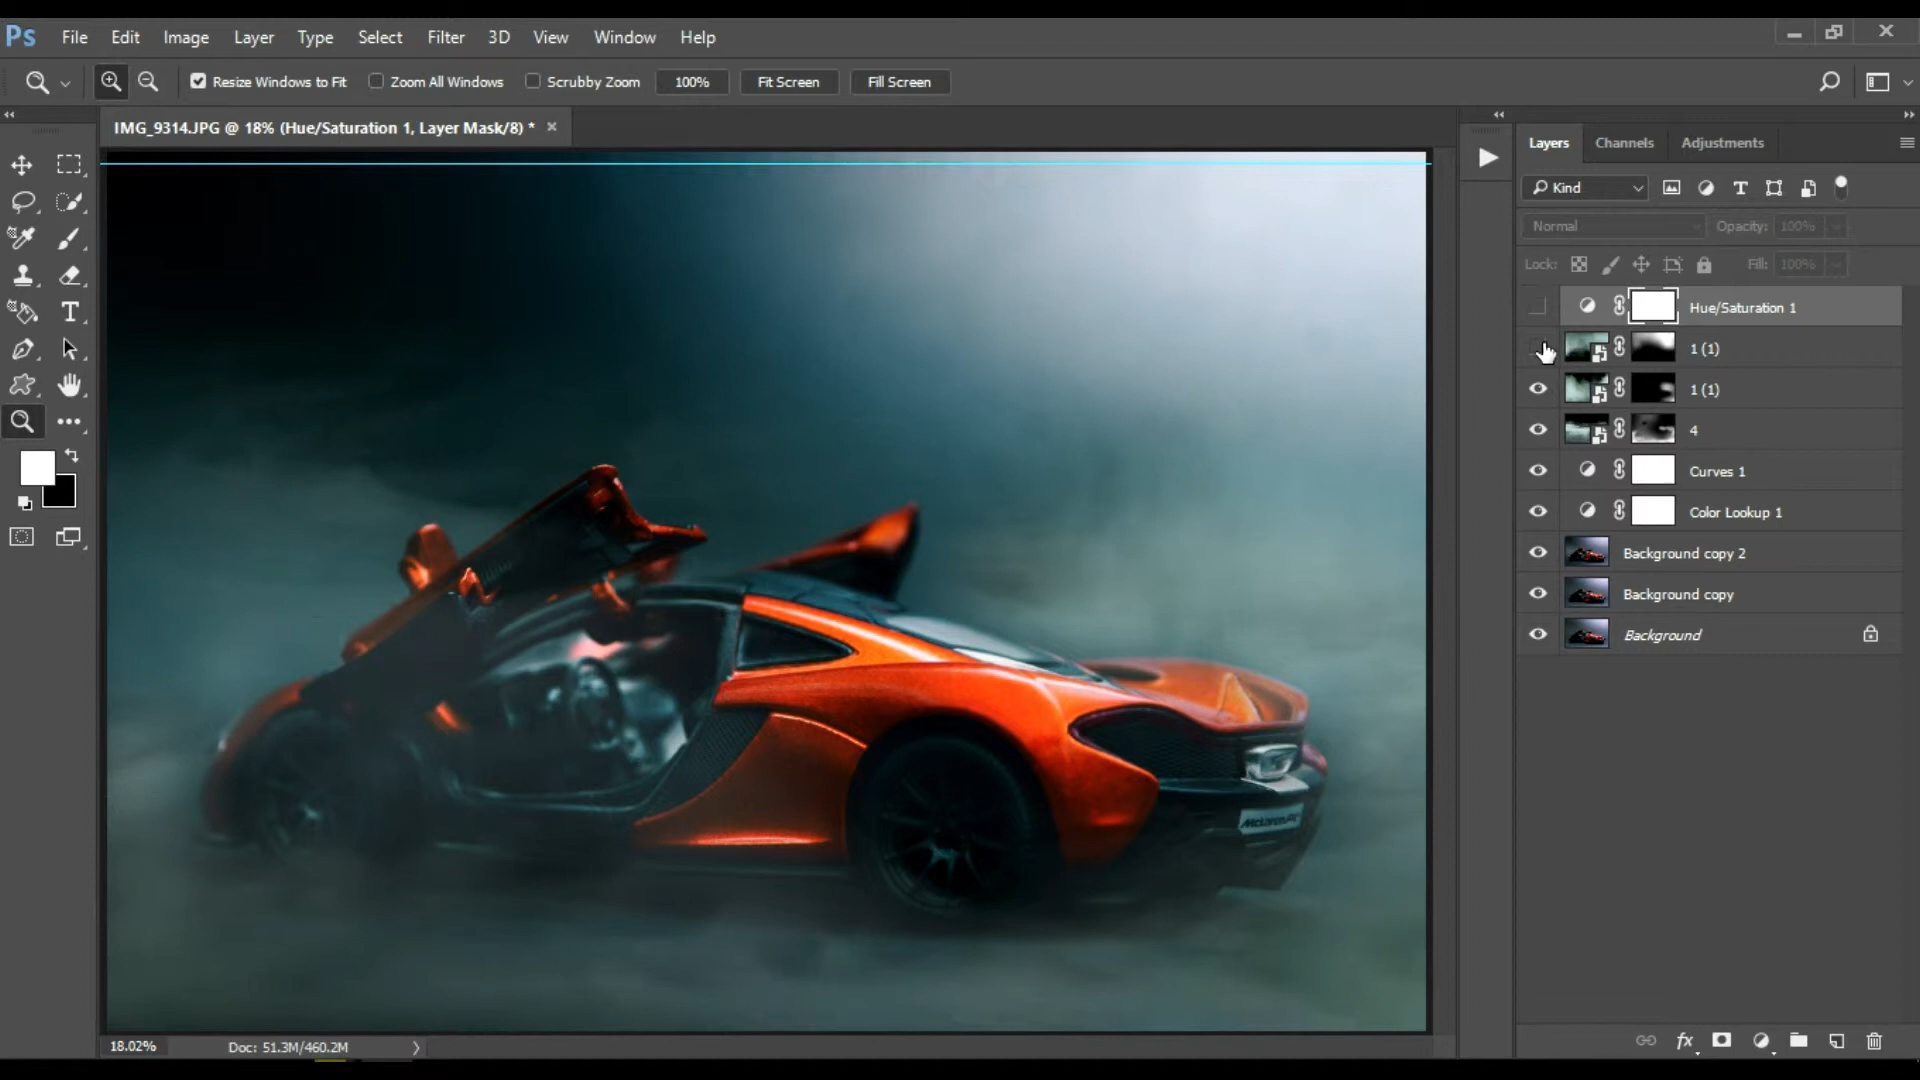 Ps File Edit Image Layer Type Select Filter 3D View Window Help
Resize Windows to Fit Zoom All Windows Scrubby Zoom 100% Fit Screen Fill Screen
IMG_9314.JPG @ 18% (Hue/Saturation 1, Layer Mask/8) *
Layers Channels Adjustments
Kind
Normal Opacity: 100%
Lock: Fill: 100%
Hue/Saturation 1
1 (1)
1 (1)
4
Curves 1
Color Lookup 1
Background copy 2
Background copy
Background
McLaren P1
18.02% Doc: 51.3M/460.2M
fx